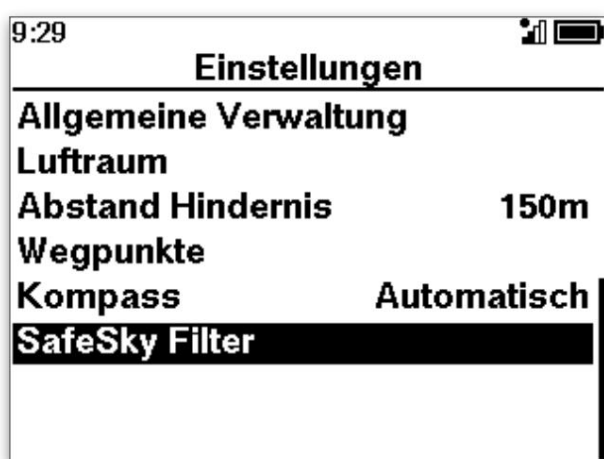 9:29
Einstellungen
Allgemeine Verwaltung
Luftraum
Abstand Hindernis 150m
Wegpunkte
Kompass Automatisch
SafeSky Filter